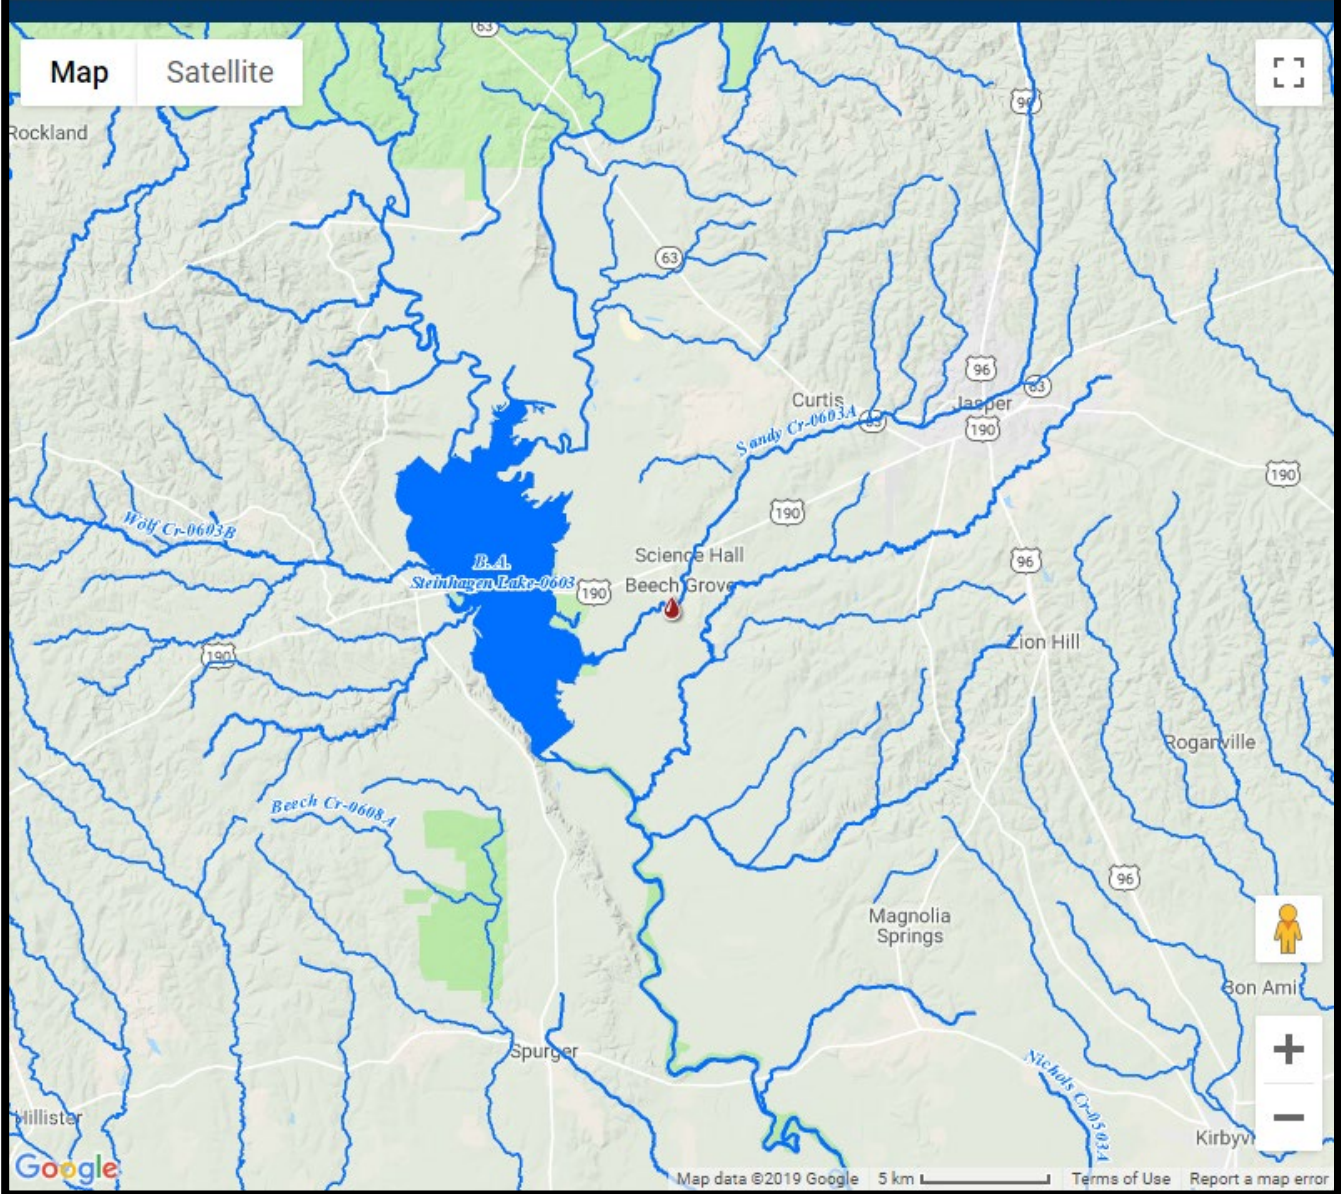 63
Map
Satellite
96
Rockland
63
96
63
Curtis
Jasper
Sandy Cr-0603A
63
190
190
190
Wolf Cr-0603B
Science Hall
96
B. A.
Steinhagen Lake-0603
190
Beech Grove
190
Zion Hill
Roganville
Beech Cr-0608A
96
Magnolia
Springs
Bon Ami
Spurger
Nichols Cr-0503A
Hillister
Kirbyv
Google
Map data ©2019 Google
5 km
Terms of Use
Report a map error